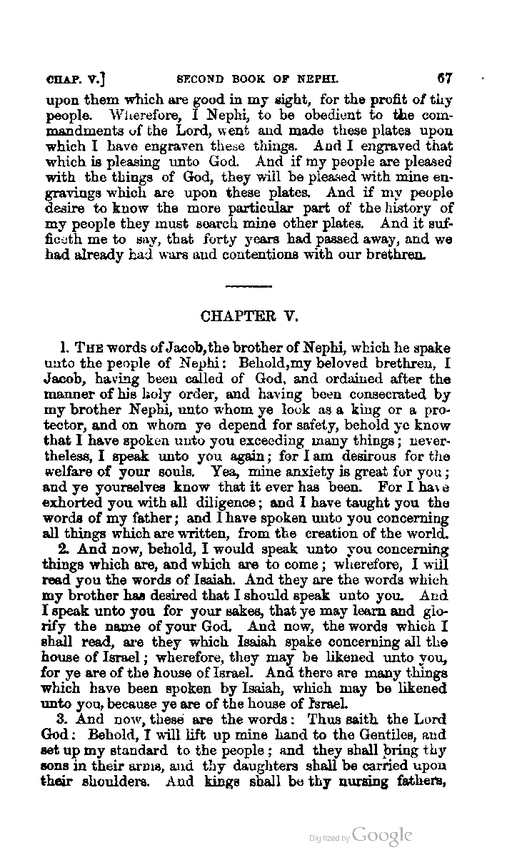 CHAP. V.] SECOND BOOK OF NEPHI. 67
upon them which are good in my sight, for the profit of thy
people. Wherefore, I Nephi, to be obedient to the com-
mandments of the Lord, went and made these plates upon
which I have engraven these things. And I engraved that
which is pleasing unto God. And if my people are pleased
with the things of God, they will be pleased with mine en-
gravings which are upon these plates. And if my people
desire to know the more particular part of the history of
my people they must search mine other plates. And it suf-
ficeth me to say, that forty years had passed away, and we
had already had wars and contentions with our brethren.
CHAPTER V.
1. THE words of Jacob, the brother of Nephi, which he spake
unto the people of Nephi: Behold, my beloved brethren, I
Jacob, having been called of God, and ordained after the
manner of his holy order, and having been consecrated by
my brother Nephi, unto whom ye look as a king or a pro-
tector, and on whom ye depend for safety, behold ye know
that I have spoken unto you exceeding many things; never-
theless, I speak unto you again; for I am desirous for the
welfare of your souls. Yea, mine anxiety is great for you;
and ye yourselves know that it ever has been. For I have
exhorted you with all diligence; and I have taught you the
words of my father; and I have spoken unto you concerning
all things which are written, from the creation of the world.
2. And now, behold, I would speak unto you concerning
things which are, and which are to come; wherefore, I will
read you the words of Isaiah. And they are the words which
my brother has desired that I should speak unto you. And
I speak unto you for your sakes, that ye may learn and glo-
rify the name of your God. And now, the words which I
shall read, are they which Isaiah spake concerning all the
house of Israel; wherefore, they may be likened unto you,
for ye are of the house of Israel. And there are many things
which have been spoken by Isaiah, which may be likened
unto you, because ye are of the house of Israel.
3. And now, these are the words: Thus saith the Lord
God: Behold, I will lift up mine hand to the Gentiles, and
set up my standard to the people; and they shall bring thy
sons in their arms, and thy daughters shall be carried upon
their shoulders. And kings shall be thy nursing fathers,
Digitized by Google